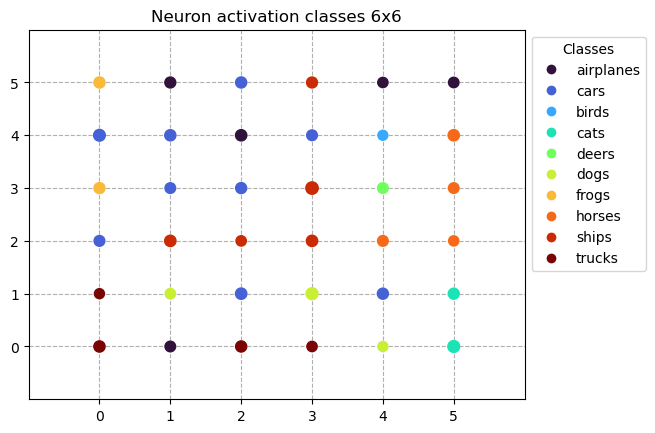 Neuron activation classes 6x6
5
4
3
2
1
0
0 1 2 3 4 5
Classes
airplanes
cars
birds
cats
deers
dogs
frogs
horses
ships
trucks